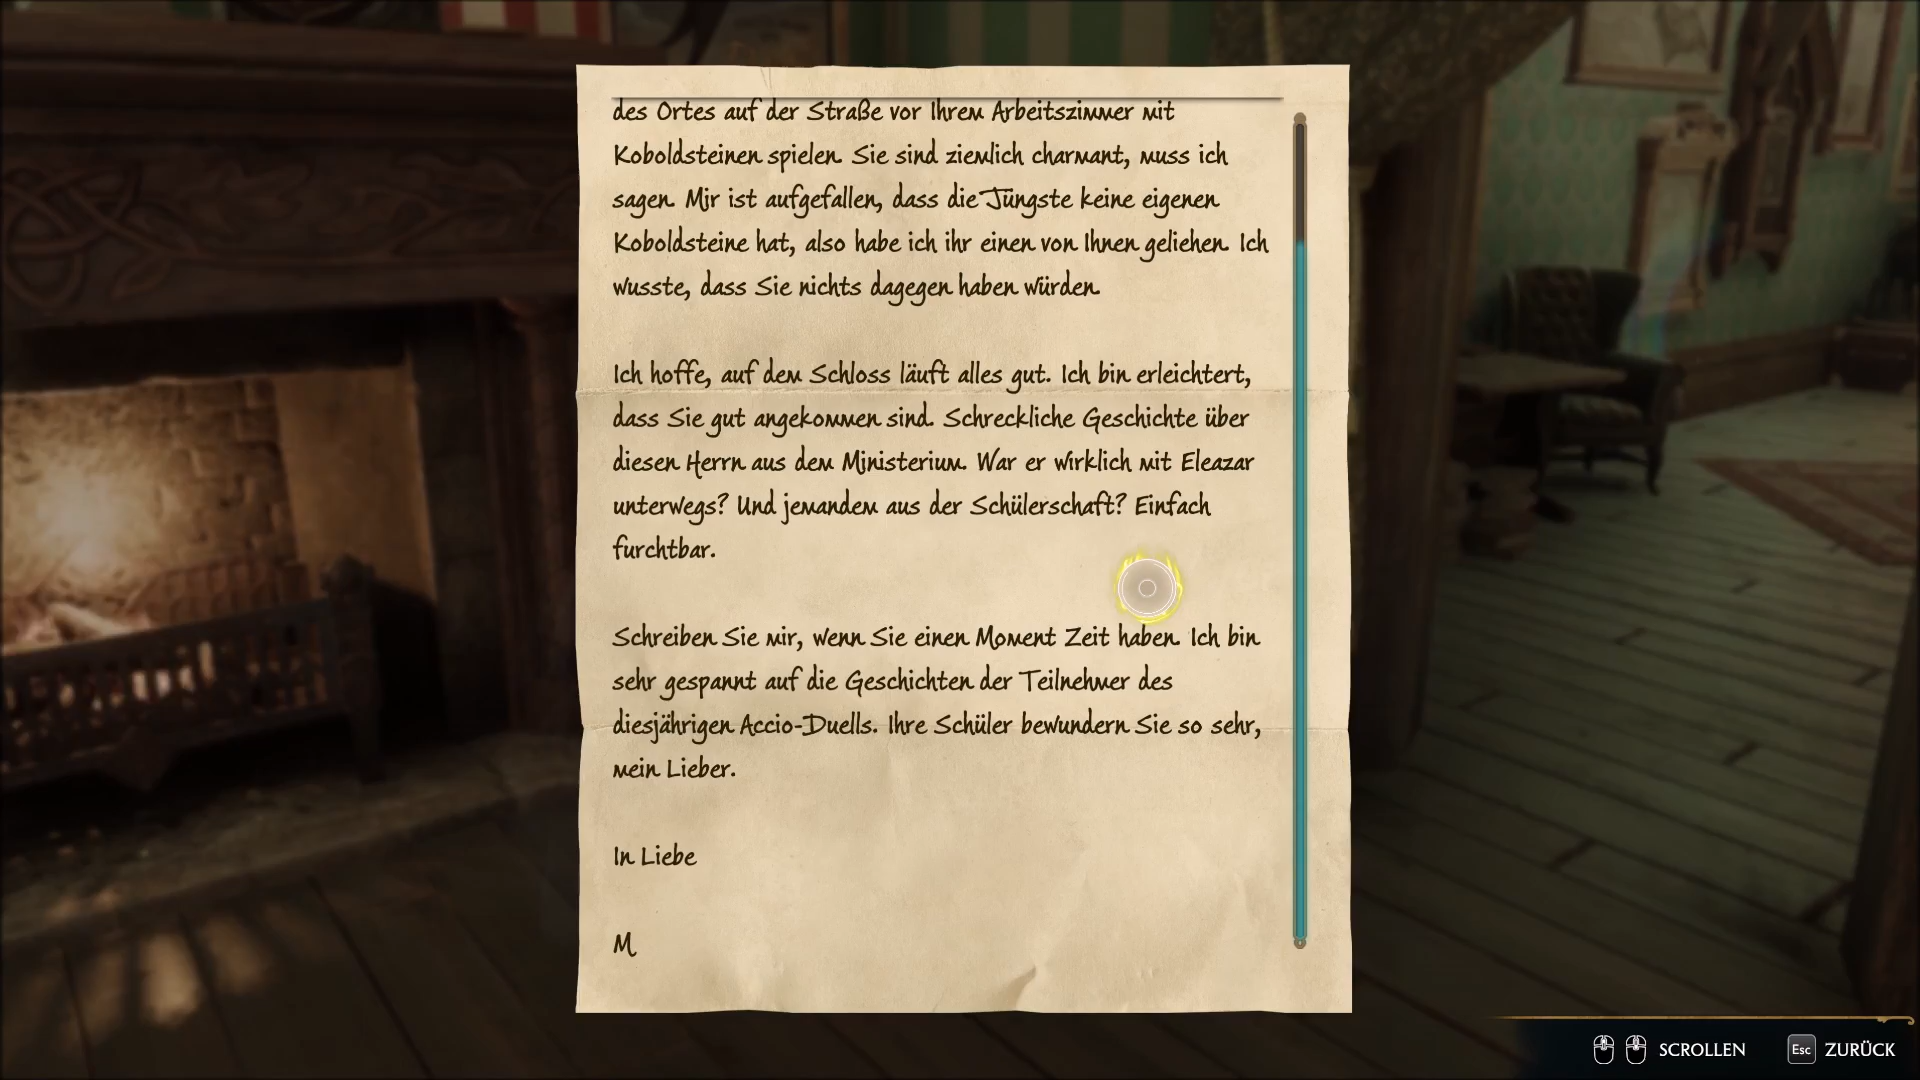 des Ortes auf der Straße vor Ihrem Arbeitszimmer mit
Koboldsteinen spielen. Sie sind ziemlich charmant, muss ich
sagen. Mir ist aufgefallen, dass die Jüngste keine eigenen
Koboldsteine hat, also habe ich ihr einen von Ihnen geliehen. Ich
wusste, dass Sie nichts dagegen haben würden.
Ich hoffe, auf dem Schloss läuft alles gut. Ich bin erleichtert,
dass Sie gut angekommen sind. Schreckliche Geschichte über
diesen Herrn aus dem Ministerium. War er wirklich mit Eleazar
unterwegs? Und jemandem aus der Schülerschaft? Einfach
furchtbar.
Schreiben Sie mir, wenn Sie einen Moment Zeit haben. Ich bin
sehr gespannt auf die Geschichten der Teilnehmer des
diesjährigen Accio-Duells. Ihre Schüler bewundern Sie so sehr,
mein Lieber.
In Liebe
M
SCROLLEN Esc ZURÜCK